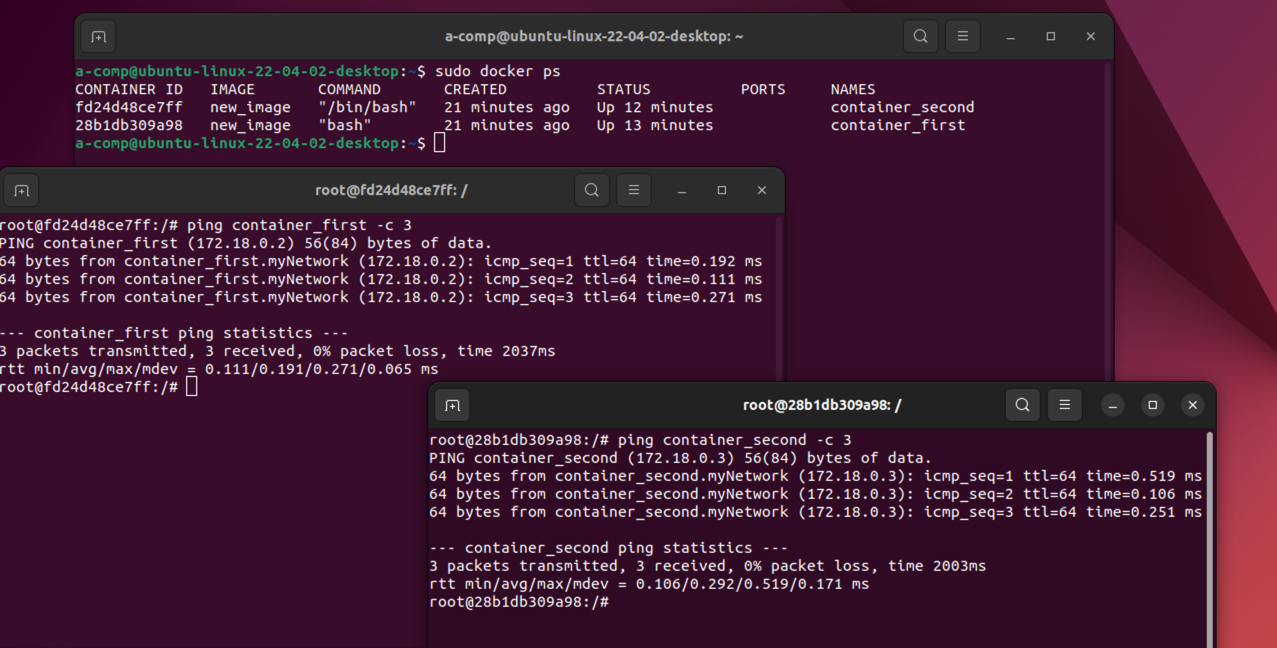 a-comp@ubuntu-linux-22-04-02-desktop: ~
a-comp@ubuntu-linux-22-04-02-desktop:~$ sudo docker ps
CONTAINER ID   IMAGE       COMMAND       CREATED          STATUS          PORTS     NAMES
fd24d48ce7ff   new_image   "/bin/bash"   21 minutes ago   Up 12 minutes             container_second
28b1db309a98   new_image   "bash"        21 minutes ago   Up 13 minutes             container_first
a-comp@ubuntu-linux-22-04-02-desktop:~$
root@fd24d48ce7ff: /
root@fd24d48ce7ff:/# ping container_first -c 3
PING container_first (172.18.0.2) 56(84) bytes of data.
64 bytes from container_first.myNetwork (172.18.0.2): icmp_seq=1 ttl=64 time=0.192 ms
64 bytes from container_first.myNetwork (172.18.0.2): icmp_seq=2 ttl=64 time=0.111 ms
64 bytes from container_first.myNetwork (172.18.0.2): icmp_seq=3 ttl=64 time=0.271 ms
--- container_first ping statistics ---
3 packets transmitted, 3 received, 0% packet loss, time 2037ms
rtt min/avg/max/mdev = 0.111/0.191/0.271/0.065 ms
root@fd24d48ce7ff:/#
root@28b1db309a98: /
root@28b1db309a98:/# ping container_second -c 3
PING container_second (172.18.0.3) 56(84) bytes of data.
64 bytes from container_second.myNetwork (172.18.0.3): icmp_seq=1 ttl=64 time=0.519 ms
64 bytes from container_second.myNetwork (172.18.0.3): icmp_seq=2 ttl=64 time=0.106 ms
64 bytes from container_second.myNetwork (172.18.0.3): icmp_seq=3 ttl=64 time=0.251 ms
--- container_second ping statistics ---
3 packets transmitted, 3 received, 0% packet loss, time 2003ms
rtt min/avg/max/mdev = 0.106/0.292/0.519/0.171 ms
root@28b1db309a98:/#